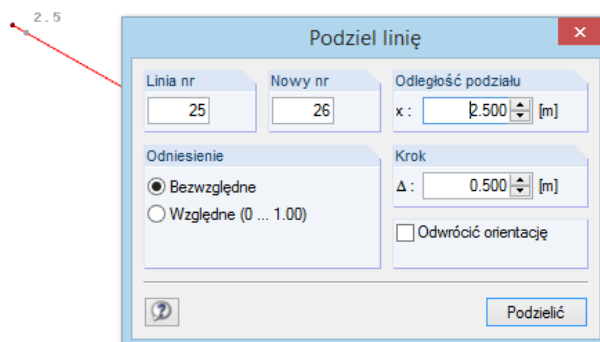 2.5
Podziel linię
Linia nr
25
Nowy nr
26
Odległość podziału
x : 2.500 [m]
Odniesienie
Bezwzględne
Względne (0 ... 1.00)
Krok
Δ : 0.500 [m]
Odwrócić orientację
Podzielić